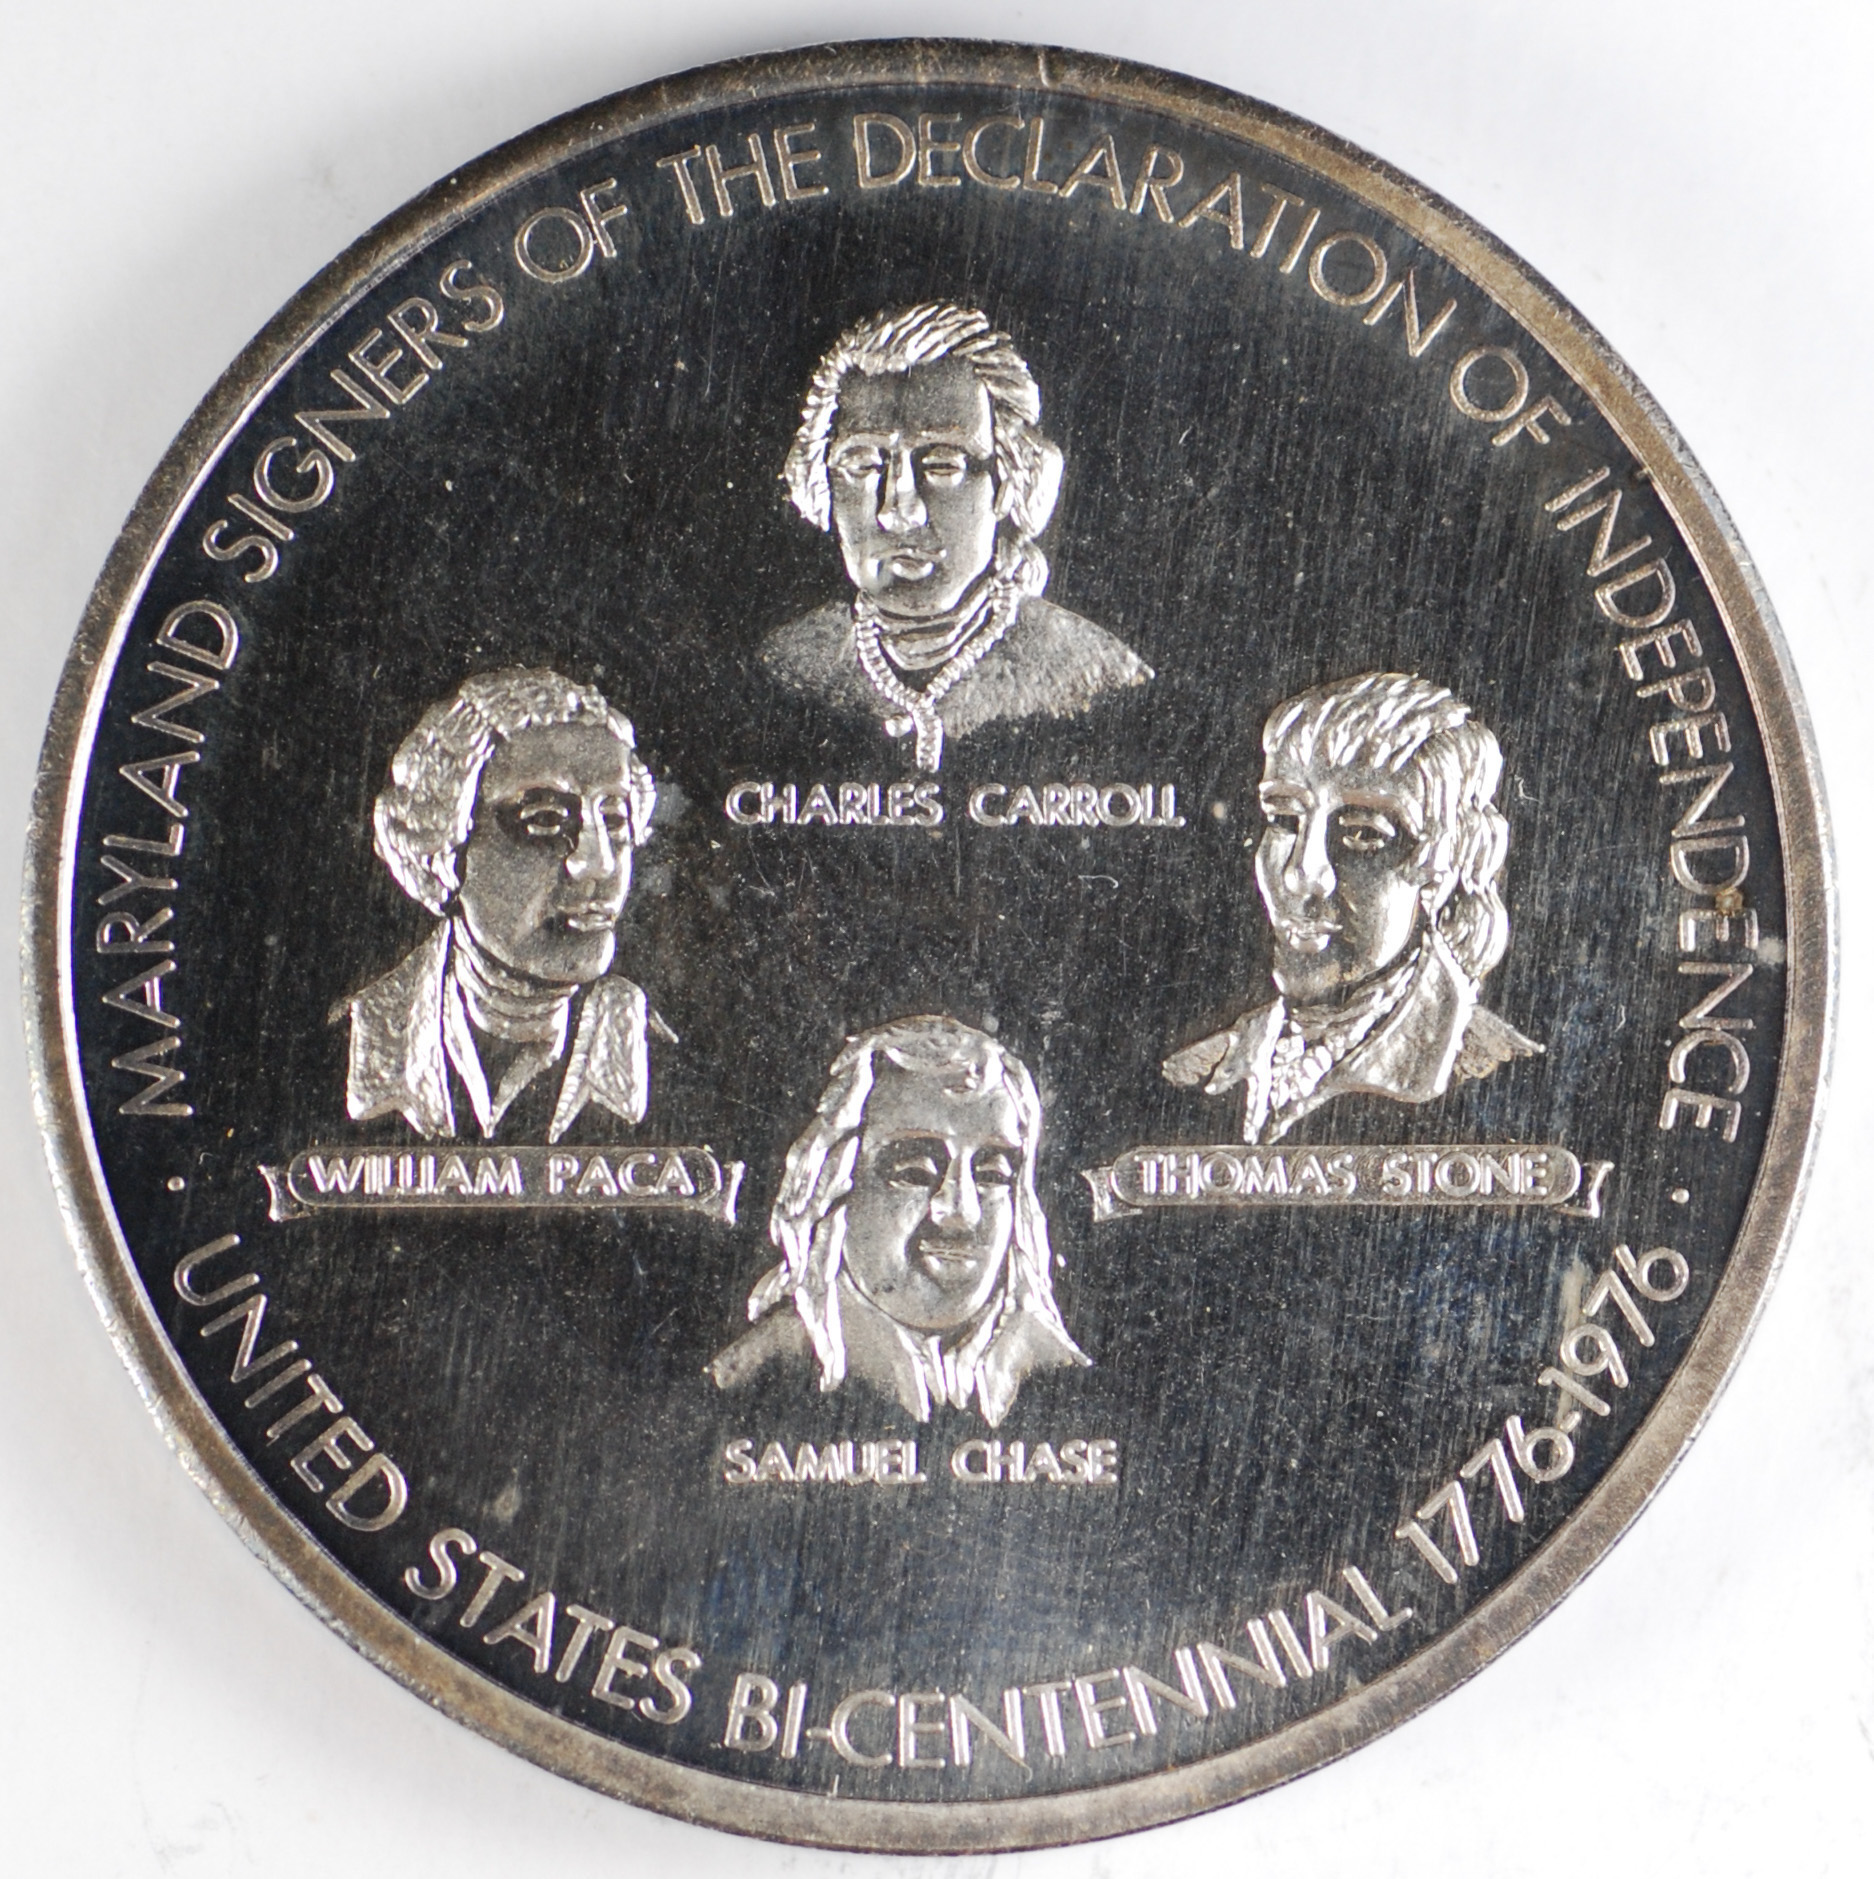 MARYLAND SIGNERS OF THE DECLARATION OF INDEPENDENCE
CHARLES CARROLL
WILLIAM PACA
THOMAS STONE
SAMUEL CHASE
· UNITED STATES BI-CENTENNIAL 1776-1976 ·